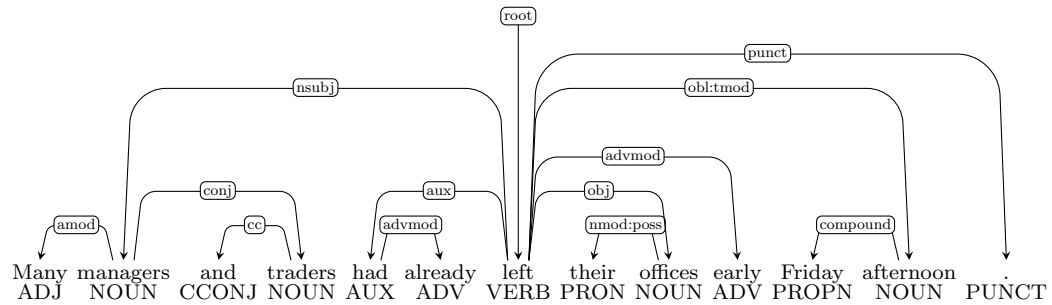 root
punct
nsubj obl:tmod
advmod
conj aux obj
amod cc advmod nmod:poss compound
Many managers and traders had already left their offices early Friday afternoon .
ADJ NOUN CCONJ NOUN AUX ADV VERB PRON NOUN ADV PROPN NOUN PUNCT